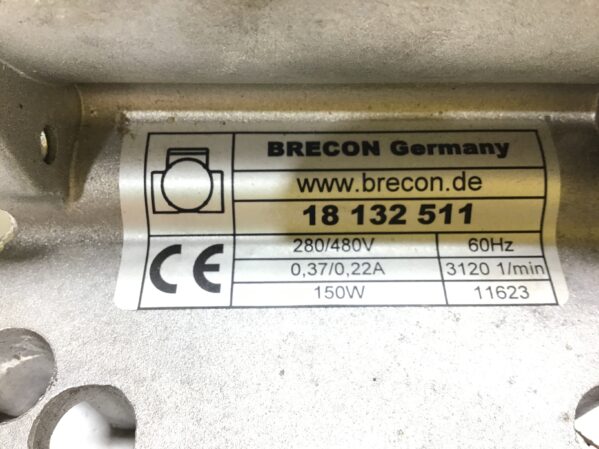 BRECON Germany
www.brecon.de
18 132 511
CE
280/480V 60Hz
0,37/0,22A 3120 1/min
150W 11623